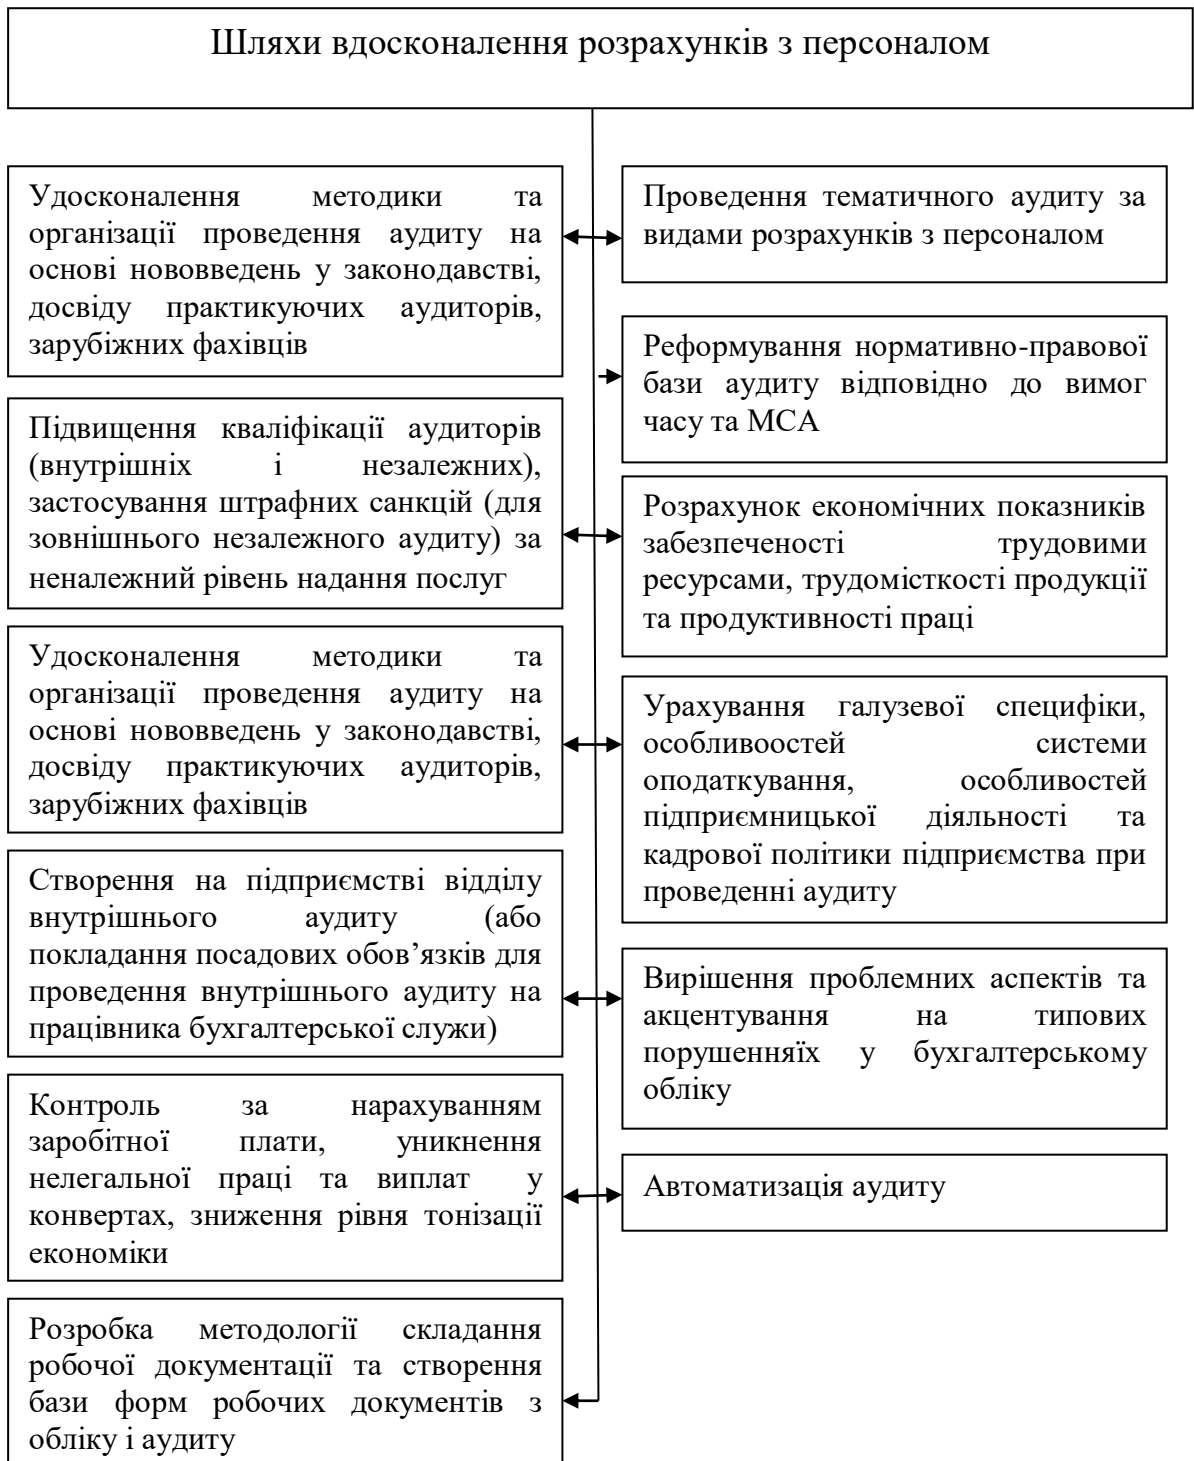 Шляхи вдосконалення розрахунків з персоналом
Удосконалення методики та
організації проведення аудиту на
основі нововведень у законодавстві,
досвіду практикуючих аудиторів,
зарубіжних фахівців
Проведення тематичного аудиту за
видами розрахунків з персоналом
Реформування нормативно-правової
бази аудиту відповідно до вимог
часу та МСА
Підвищення кваліфікації аудиторів
(внутрішніх і незалежних),
застосування штрафних санкцій (для
зовнішнього незалежного аудиту) за
неналежний рівень надання послуг
Розрахунок економічних показників
забезпеченості трудовими
ресурсами, трудомісткості продукції
та продуктивності праці
Удосконалення методики та
організації проведення аудиту на
основі нововведень у законодавстві,
досвіду практикуючих аудиторів,
зарубіжних фахівців
Урахування галузевої специфіки,
особливоостей системи
оподаткування, особливостей
підприємницької діяльності та
кадрової політики підприємства при
проведенні аудиту
Створення на підприємстві відділу
внутрішнього аудиту (або
покладання посадових обов’язків для
проведення внутрішнього аудиту на
працівника бухгалтерської служи)
Вирішення проблемних аспектів та
акцентування на типових
порушенняїх у бухгалтерському
обліку
Контроль за нарахуванням
заробітної плати, уникнення
нелегальної праці та виплат у
конвертах, зниження рівня тонізації
економіки
Автоматизація аудиту
Розробка методології складання
робочої документації та створення
бази форм робочих документів з
обліку і аудиту